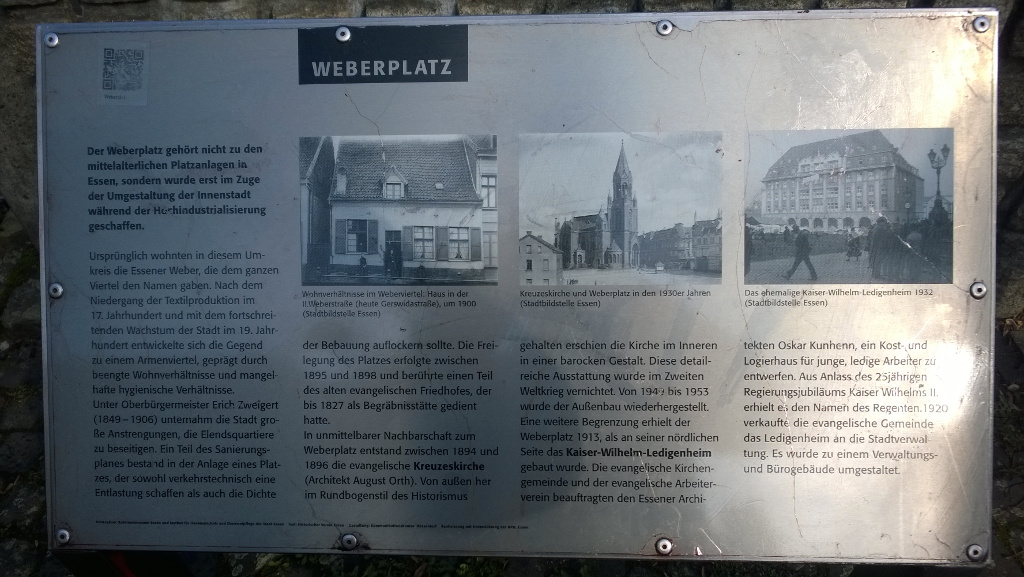 WEBERPLATZ
Der Weberplatz gehört nicht zu den
mittelalterlichen Platzanlagen in
Essen, sondern wurde erst im Zuge
der Umgestaltung der Innenstadt
während der Hochindustrialisierung
geschaffen.
Ursprünglich wohnten in diesem Um-
kreis die Essener Weber, die dem ganzen
Viertel den Namen gaben. Nach dem
Niedergang der Textilproduktion im
17. Jahrhundert und mit dem fortschrei-
tenden Wachstum der Stadt im 19. Jahr-
hundert entwickelte sich die Gegend
zu einem Armenviertel, geprägt durch
beengte Wohnverhältnisse und mangel-
hafte hygienische Verhältnisse.
Unter Oberbürgermeister Erich Zweigert
(1849 – 1906) unternahm die Stadt gro-
ße Anstrengungen, die Elendsquartiere
zu beseitigen. Ein Teil des Sanierungs-
planes bestand in der Anlage eines Plat-
zes, der sowohl verkehrstechnisch eine
Entlastung schaffen als auch die Dichte
Wohnverhältnisse im Weberviertel: Haus in der
II.Weberstraße (heute Gerswidastraße), um 1900
(Stadtbildstelle Essen)
der Bebauung auflockern sollte. Die Frei-
legung des Platzes erfolgte zwischen
1895 und 1898 und berührte einen Teil
des alten evangelischen Friedhofes, der
bis 1827 als Begräbnisstätte gedient
hatte.
In unmittelbarer Nachbarschaft zum
Weberplatz entstand zwischen 1894 und
1896 die evangelische Kreuzeskirche
(Architekt August Orth). Von außen her
im Rundbogenstil des Historismus
Kreuzeskirche und Weberplatz in den 1930er Jahren
(Stadtbildstelle Essen)
gehalten erschien die Kirche im Inneren
in einer barocken Gestalt. Diese detail-
reiche Ausstattung wurde im Zweiten
Weltkrieg vernichtet. Von bis 1953
wurde der Außenbau wiederhergestellt.
Eine weitere Begrenzung erhielt der
Weberplatz 1913, als an seiner nördlichen
Seite das Kaiser-Wilhelm-Ledigenheim
gebaut wurde. Die evangelische Kirchen-
gemeinde und der evangelische Arbeiter-
verein beauftragten den Essener Archi-
Das ehemalige Kaiser-Wilhelm-Ledigenheim 1932
(Stadtbildstelle Essen)
tekten Oskar Kunhenn, ein Kost- und
Logierhaus für junge, ledige Arbeiter zu
entwerfen. Aus Anlass des 25jährigen
Regierungsjubiläums Kaiser Wilhelms II.
erhielt es den Namen des Regenten. 1920
verkaufte die evangelische Gemeinde
das Ledigenheim an die Stadtverwal-
tung. Es wurde zu einem Verwaltungs-
und Bürogebäude umgestaltet.